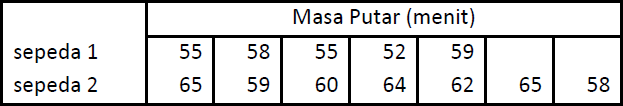 Masa Putar (menit)
sepeda 1 55 58 55 52 59
sepeda 2 65 59 60 64 62 65 58